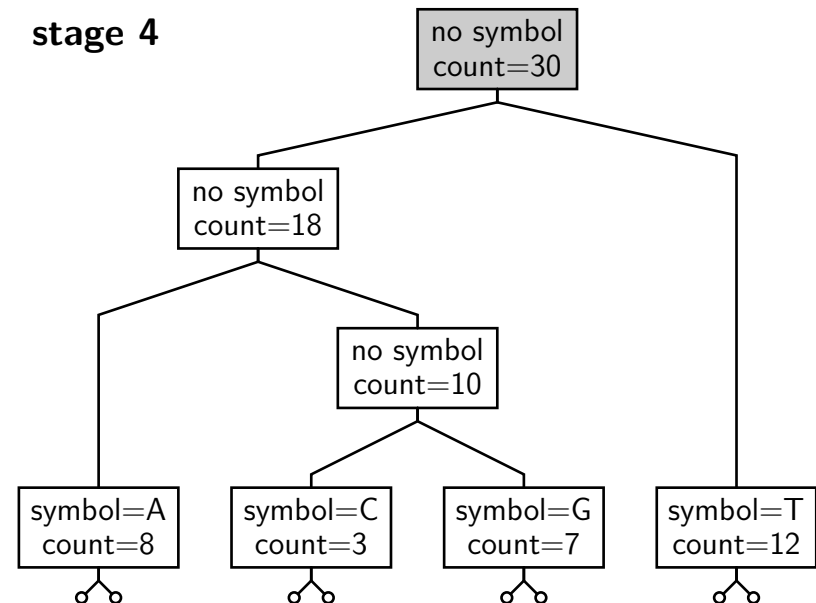 stage 4
no symbol
count=30
no symbol
count=18
no symbol
count=10
symbol=A
count=8
symbol=C
count=3
symbol=G
count=7
symbol=T
count=12